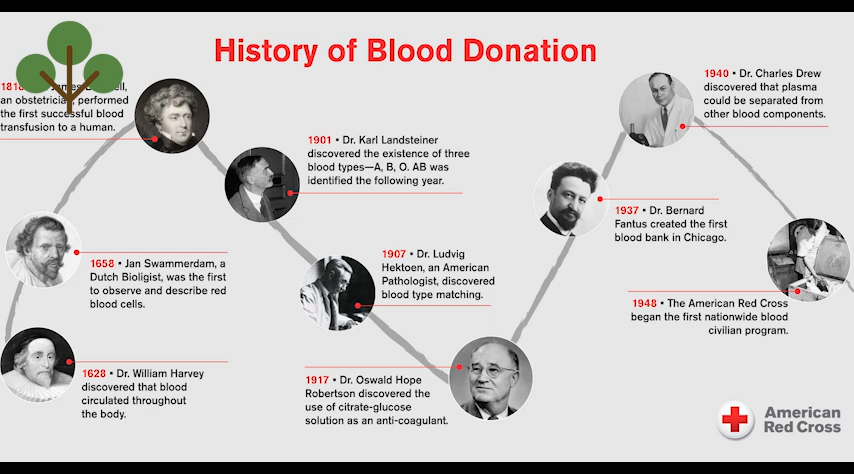 History of Blood Donation
1818
an obstetrician, performed
the first successful blood
transfusion to a human.
1901 • Dr. Karl Landsteiner
discovered the existence of three
blood types—A, B, O. AB was
identified the following year.
1940 • Dr. Charles Drew
discovered that plasma
could be separated from
other blood components.
1937 • Dr. Bernard
Fantus created the first
blood bank in Chicago.
1658 • Jan Swammerdam, a
Dutch Bioligist, was the first
to observe and describe red
blood cells.
1907 • Dr. Ludvig
Hektoen, an American
Pathologist, discovered
blood type matching.
1948 • The American Red Cross
began the first nationwide blood
civilian program.
1628 • Dr. William Harvey
discovered that blood
circulated throughout
the body.
1917 • Dr. Oswald Hope
Robertson discovered the
use of citrate-glucose
solution as an anti-coagulant.
American
Red Cross